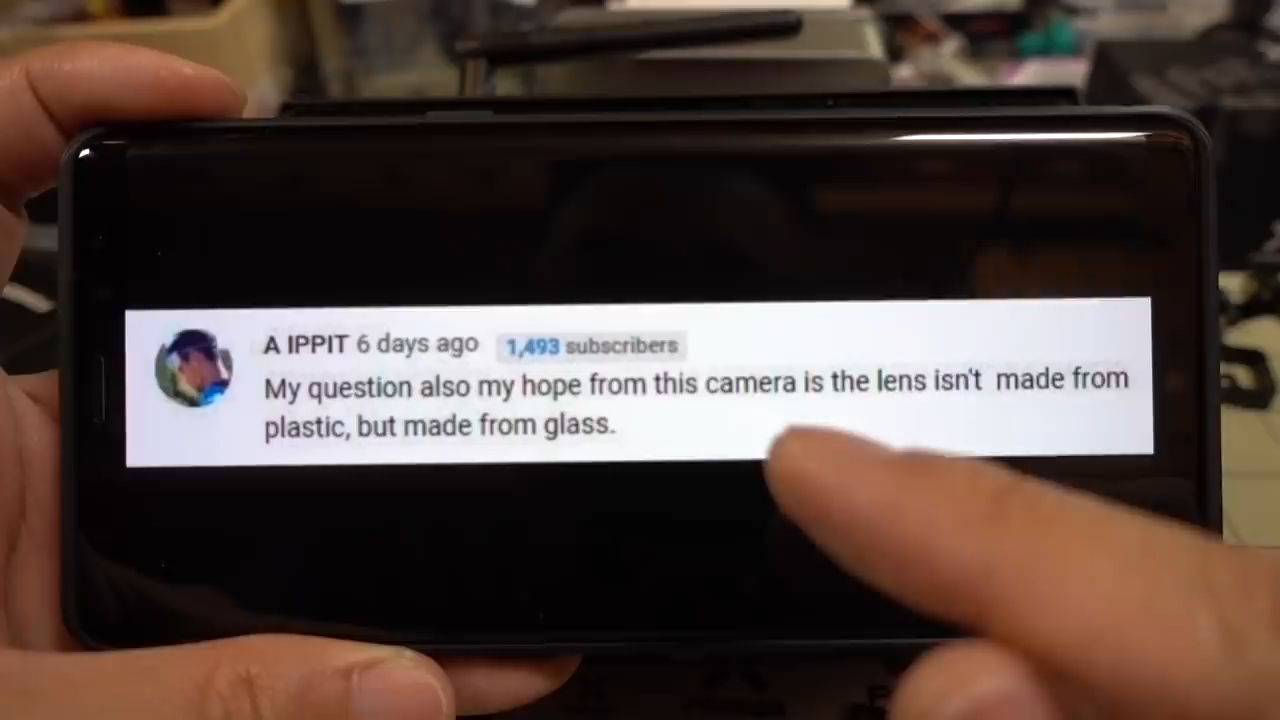 A IPPIT 6 days ago 1,493 subscribers
My question also my hope from this camera is the lens isn't made from
plastic, but made from glass.